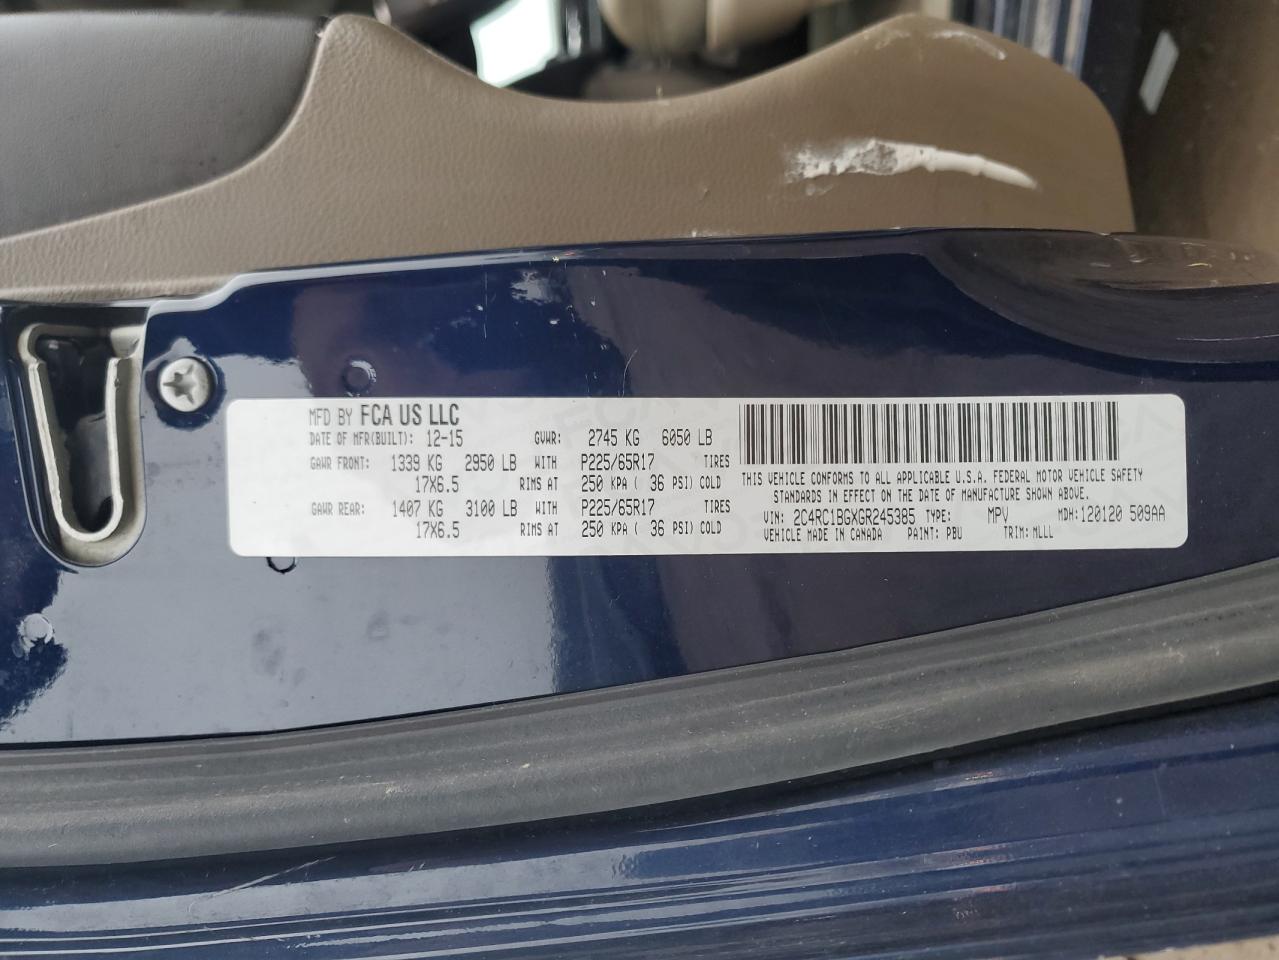 MFD BY FCA US LLC
DATE OF MFR(BUILT): 12-15 GVWR: 2745 KG 6050 LB
GAWR FRONT: 1339 KG 2950 LB WITH P225/65R17 TIRES
17X6.5 RIMS AT 250 KPA ( 36 PSI) COLD
GAWR REAR: 1407 KG 3100 LB WITH P225/65R17 TIRES
17X6.5 RIMS AT 250 KPA ( 36 PSI) COLD
THIS VEHICLE CONFORMS TO ALL APPLICABLE U.S.A. FEDERAL MOTOR VEHICLE SAFETY
STANDARDS IN EFFECT ON THE DATE OF MANUFACTURE SHOWN ABOVE.
VIN: 2C4RC1BGXGR245385 TYPE: MPV MDH:120120 509AA
VEHICLE MADE IN CANADA PAINT: PBU TRIM: MLLL